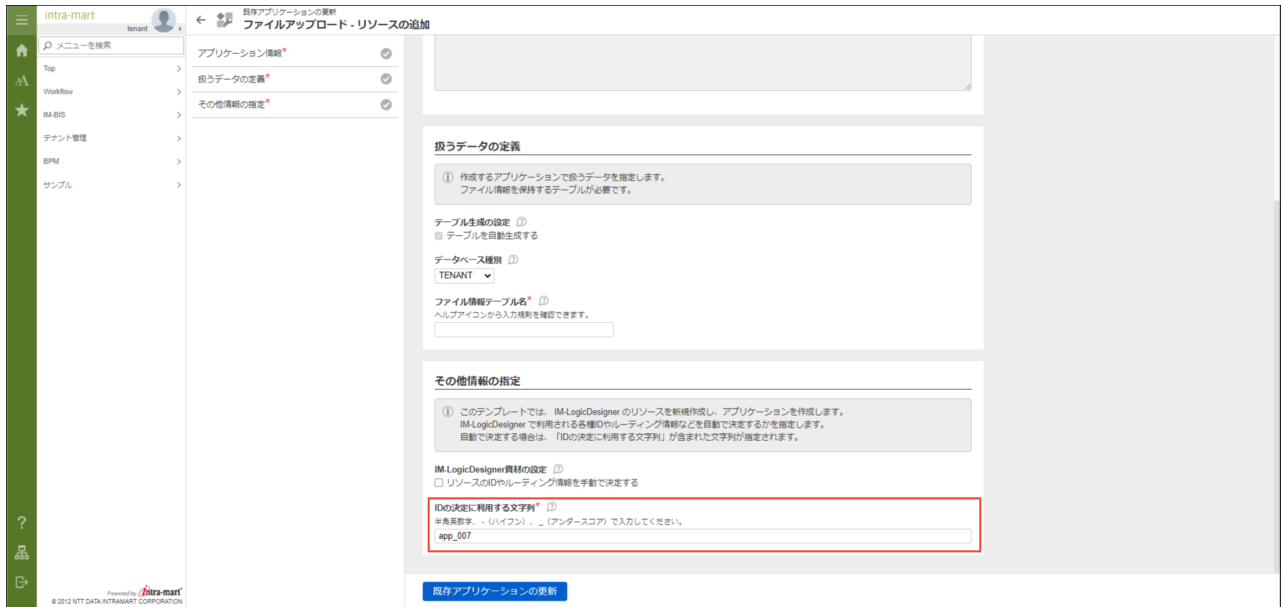 intra-mart
tenant
メニューを検索
Top
Workflow
IM-BIS
テナント管理
BPM
サンプル
Powered by intra-mart
© 2012 NTT DATA INTRAMART CORPORATION
既存アプリケーションの更新
ファイルアップロード - リソースの追加
アプリケーション情報*
扱うデータの定義*
その他情報の指定*
扱うデータの定義
作成するアプリケーションで扱うデータを指定します。
ファイル情報を保持するテーブルが必要です。
テーブル生成の設定
テーブルを自動生成する
データベース種別
TENANT
ファイル情報テーブル名*
ヘルプアイコンから入力規則を確認できます。
その他情報の指定
このテンプレートでは、IM-LogicDesigner のリソースを新規作成し、アプリケーションを作成します。
IM-LogicDesigner で利用される各種IDやルーティング情報などを自動で決定するかを指定します。
自動で決定する場合は、「IDの決定に利用する文字列」が含まれた文字列が指定されます。
IM-LogicDesigner資材の設定
リソースのIDやルーティング情報を手動で決定する
IDの決定に利用する文字列*
半角英数字、-（ハイフン）、_（アンダースコア）で入力してください。
app_007
既存アプリケーションの更新